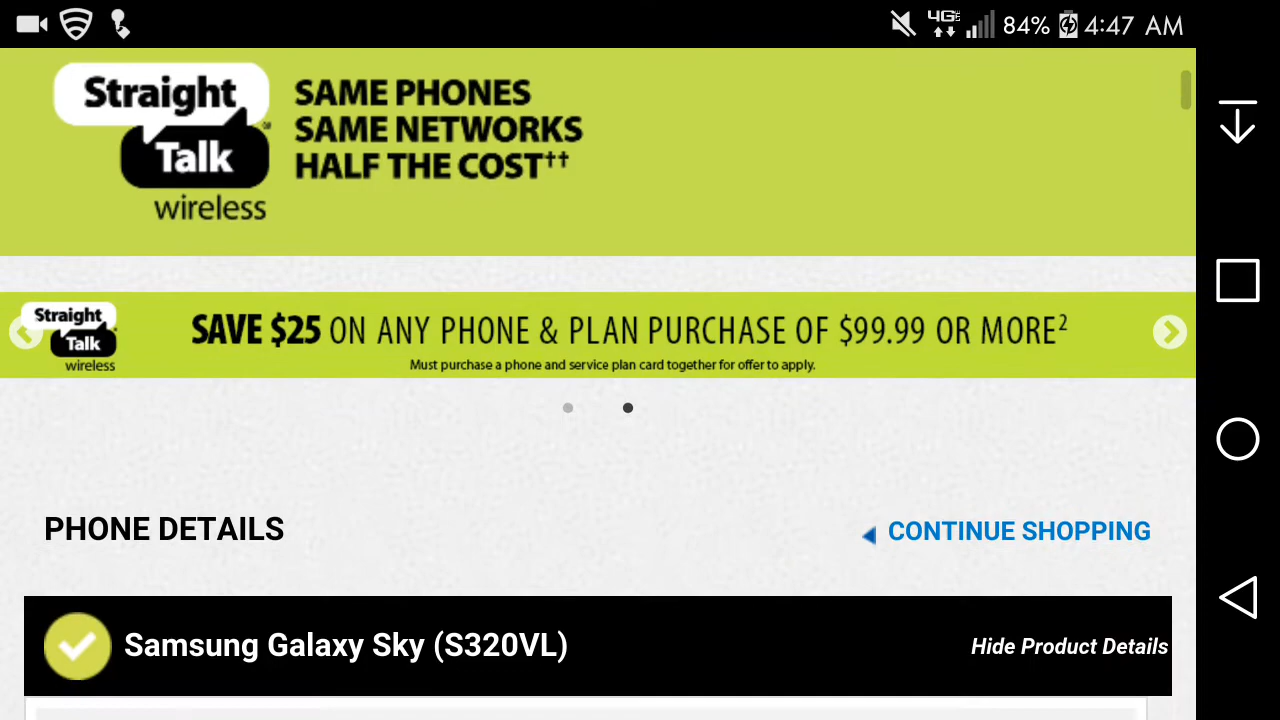 4G LTE 84% 4:47 AM
Straight
Talk
wireless
SAME PHONES
SAME NETWORKS
HALF THE COST††
Straight
Talk
wireless
SAVE $25 ON ANY PHONE & PLAN PURCHASE OF $99.99 OR MORE2
Must purchase a phone and service plan card together for offer to apply.
PHONE DETAILS
CONTINUE SHOPPING
Samsung Galaxy Sky (S320VL)
Hide Product Details